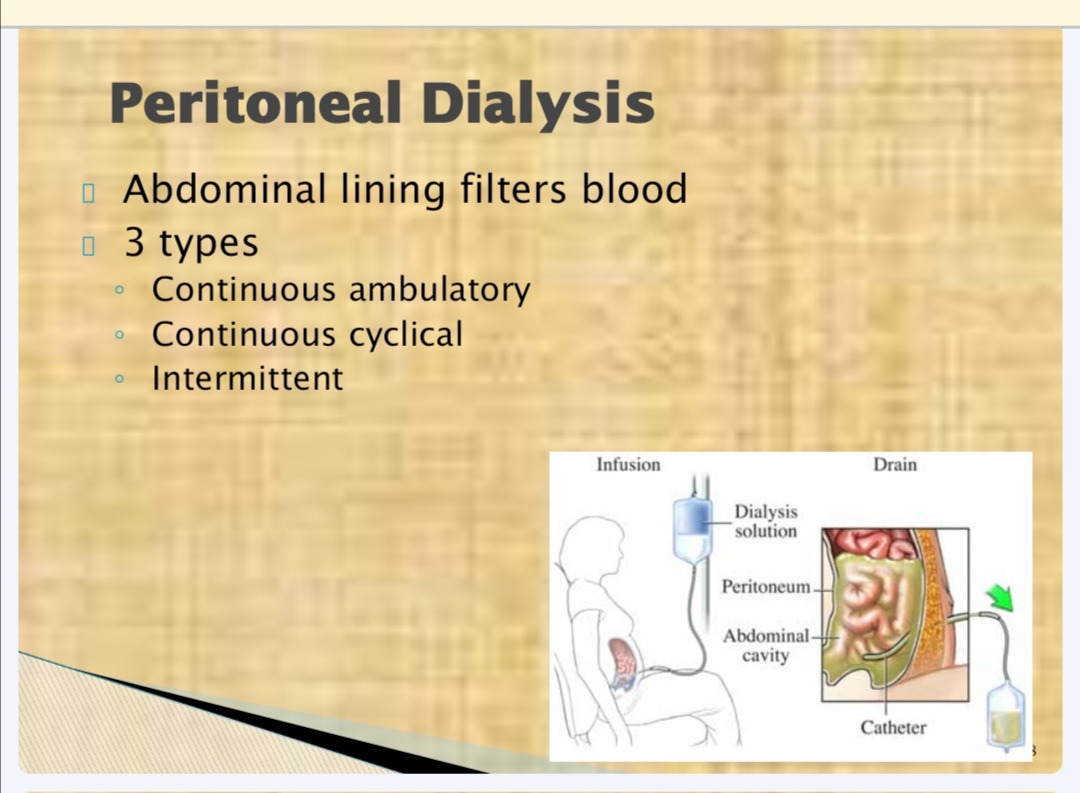 Peritoneal Dialysis
Abdominal lining filters blood
3 types
Continuous ambulatory
Continuous cyclical
Intermittent
Infusion
Drain
Dialysis
solution
Peritoneum
Abdominal
cavity
Catheter